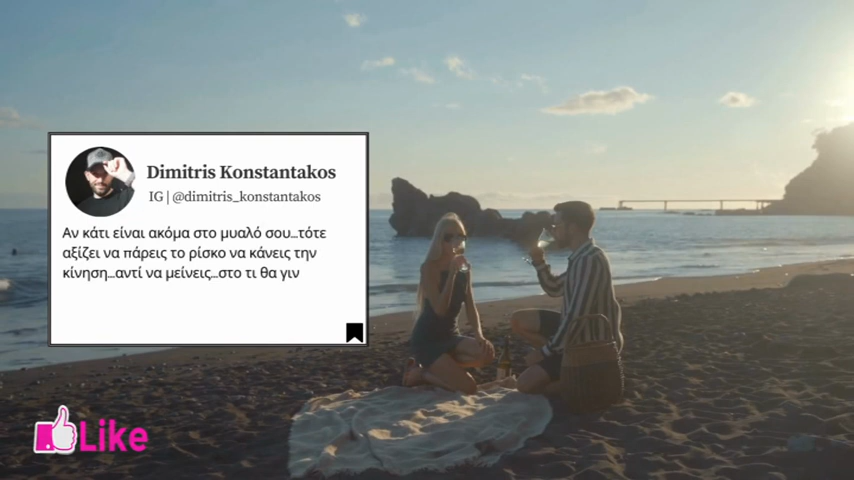 Dimitris Konstantakos
IG | @dimitris_konstantakos
Αν κάτι είναι ακόμα στο μυαλό σου...τότε
αξίζει να πάρεις το ρίσκο να κάνεις την
κίνηση...αντί να μείνεις...στο τι θα γιν
Like